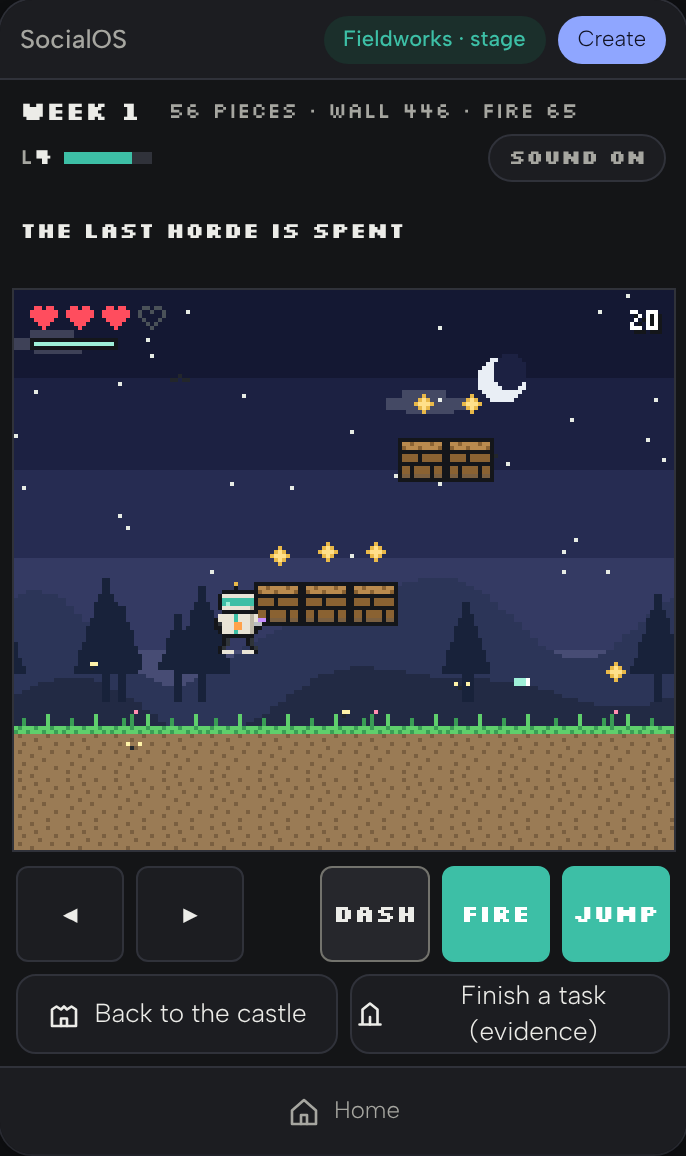 SocialOS
Fieldworks · stage
Create
WEEK 1
56 PIECES · WALL 446 · FIRE 65
L4
SOUND ON
THE LAST HORDE IS SPENT
20
◄
►
DASH
FIRE
JUMP
Back to the castle
Finish a task
(evidence)
Home